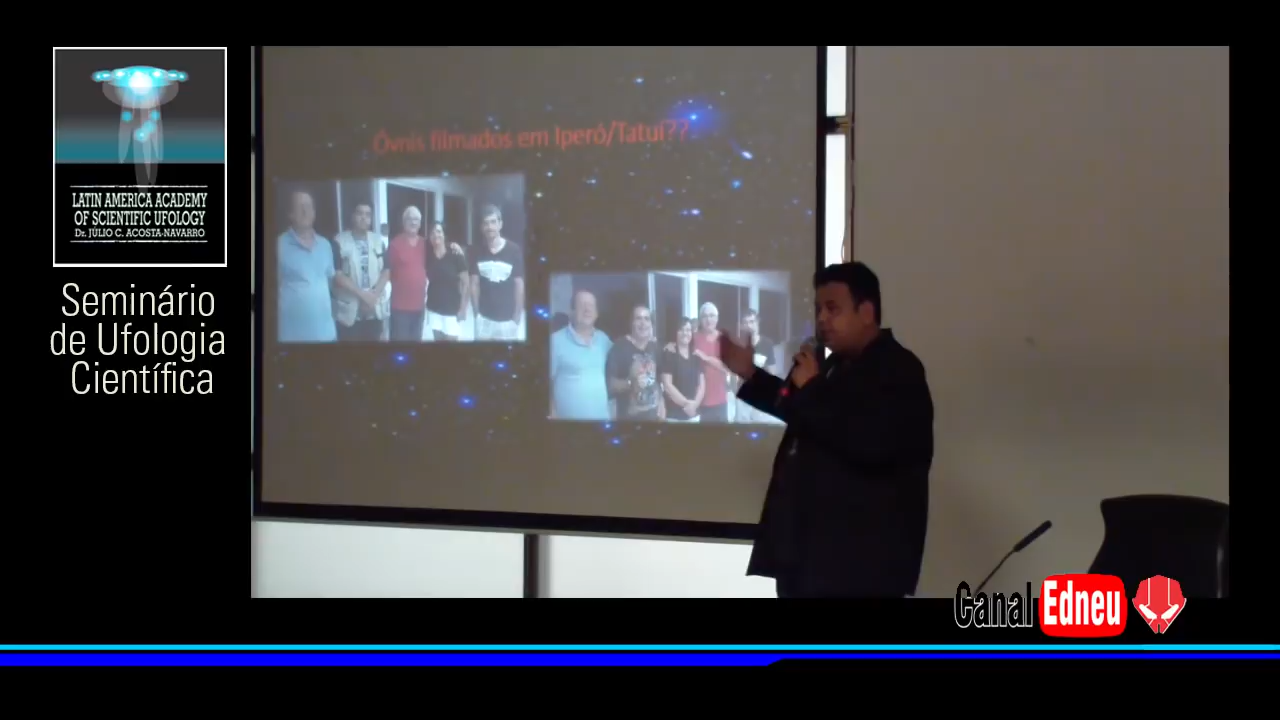 LATIN AMERICA ACADEMY
OF SCIENTIFIC UFOLOGY
Dr. JÚLIO C. ACOSTA-NAVARRO
Seminário
de Ufologia
Científica
Óvnis filmados em Iperó/Tatuí??
Canal Edneu